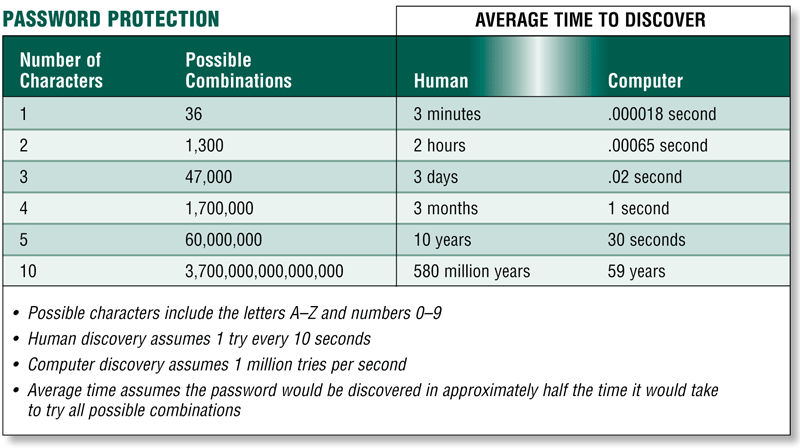 PASSWORD PROTECTION
AVERAGE TIME TO DISCOVER
Number of Characters Possible Combinations Human Computer
1 36 3 minutes .000018 second
2 1,300 2 hours .00065 second
3 47,000 3 days .02 second
4 1,700,000 3 months 1 second
5 60,000,000 10 years 30 seconds
10 3,700,000,000,000,000 580 million years 59 years
• Possible characters include the letters A–Z and numbers 0–9
• Human discovery assumes 1 try every 10 seconds
• Computer discovery assumes 1 million tries per second
• Average time assumes the password would be discovered in approximately half the time it would take
to try all possible combinations